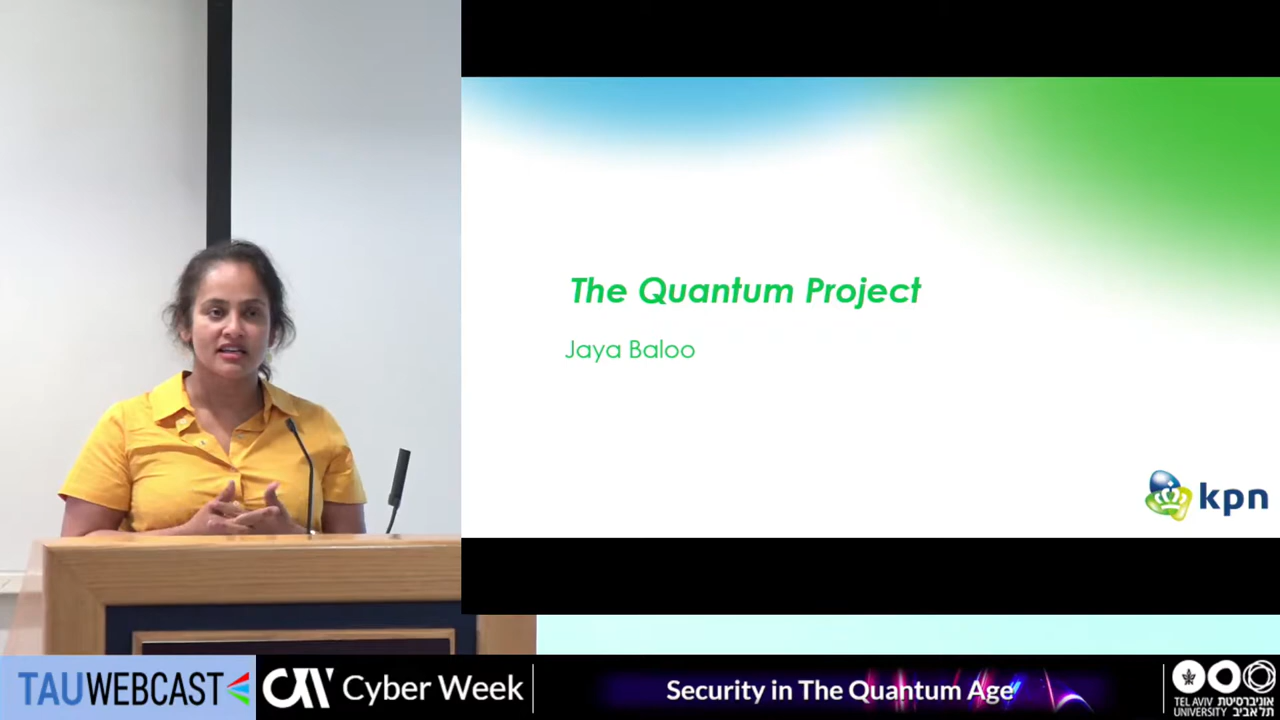 The Quantum Project
Jaya Baloo
kpn
TAUWEBCAST
Cyber Week
Security in The Quantum Age
TEL AVIV אוניברסיטת
UNIVERSITY תל אביב